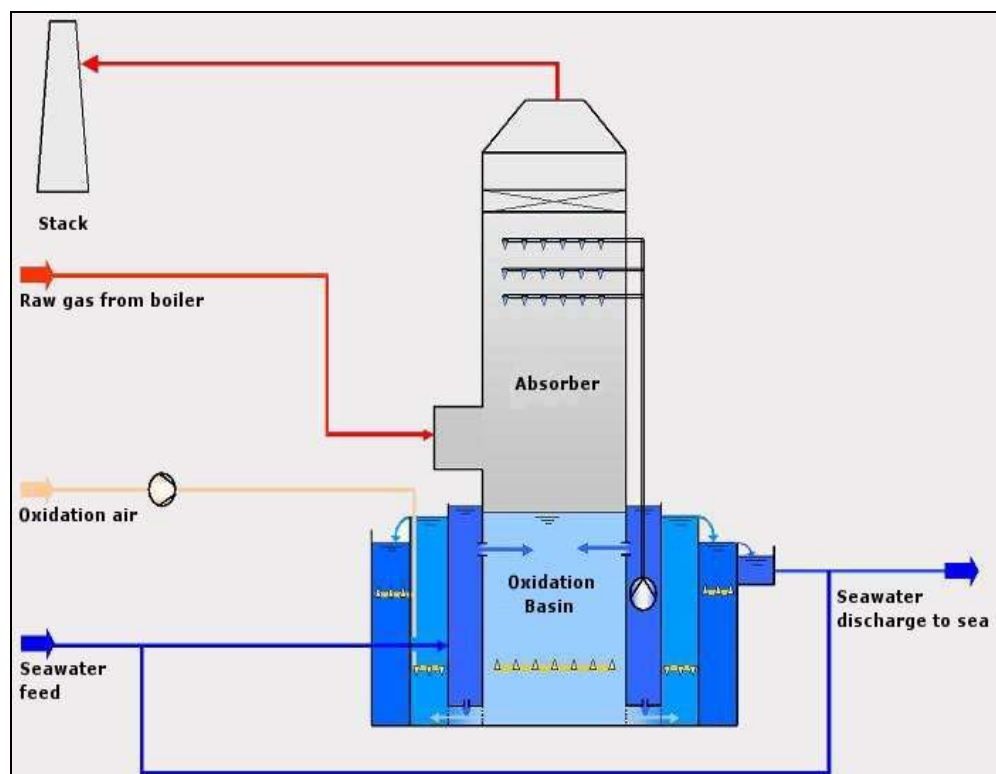 Stack
Raw gas from boiler
Absorber
Oxidation air
Oxidation
Basin
Seawater
discharge to sea
Seawater
feed